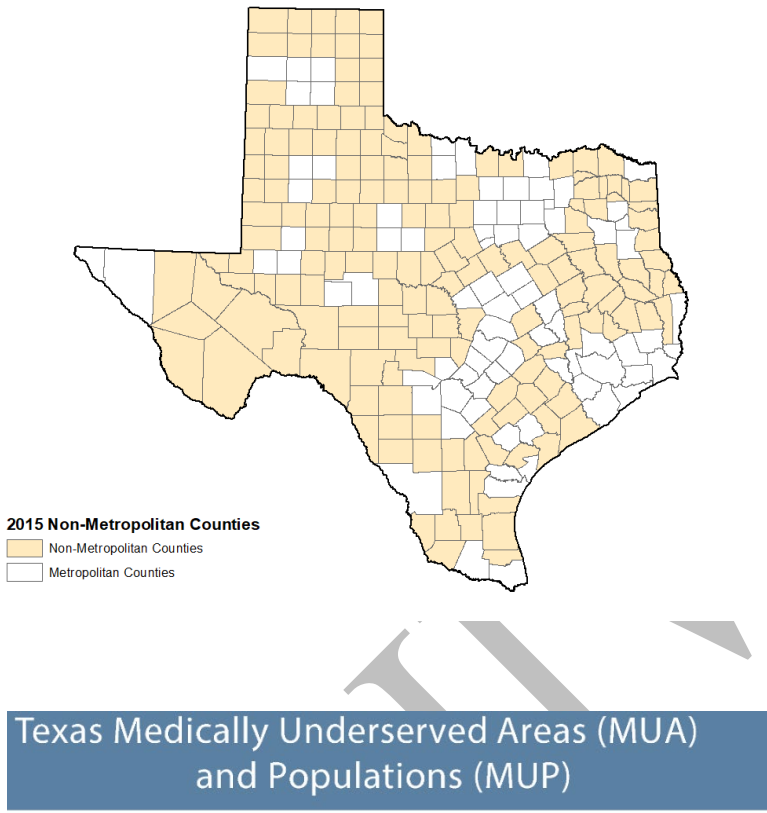 2015 Non-Metropolitan Counties
Non-Metropolitan Counties
Metropolitan Counties
Texas Medically Underserved Areas (MUA)
and Populations (MUP)